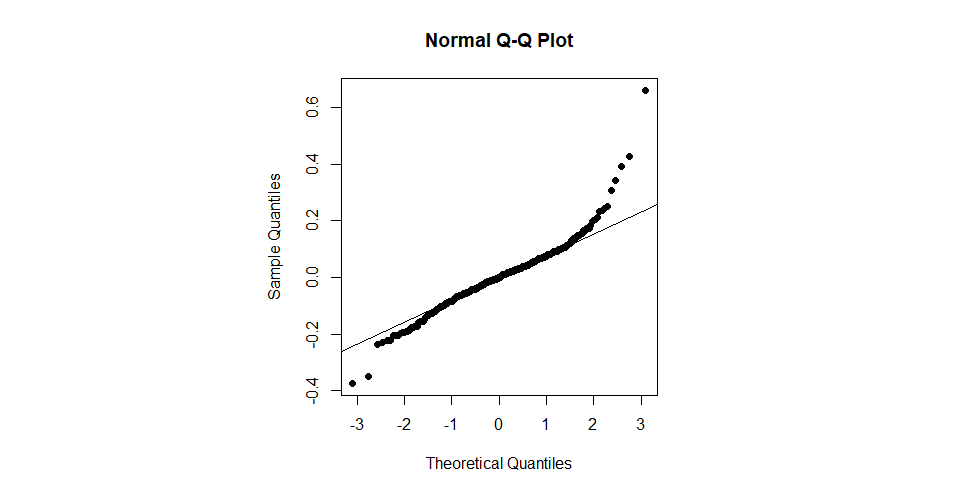 Normal Q-Q Plot
Sample Quantiles
0.6
0.4
0.2
0.0
-0.2
-0.4
-3 -2 -1 0 1 2 3
Theoretical Quantiles